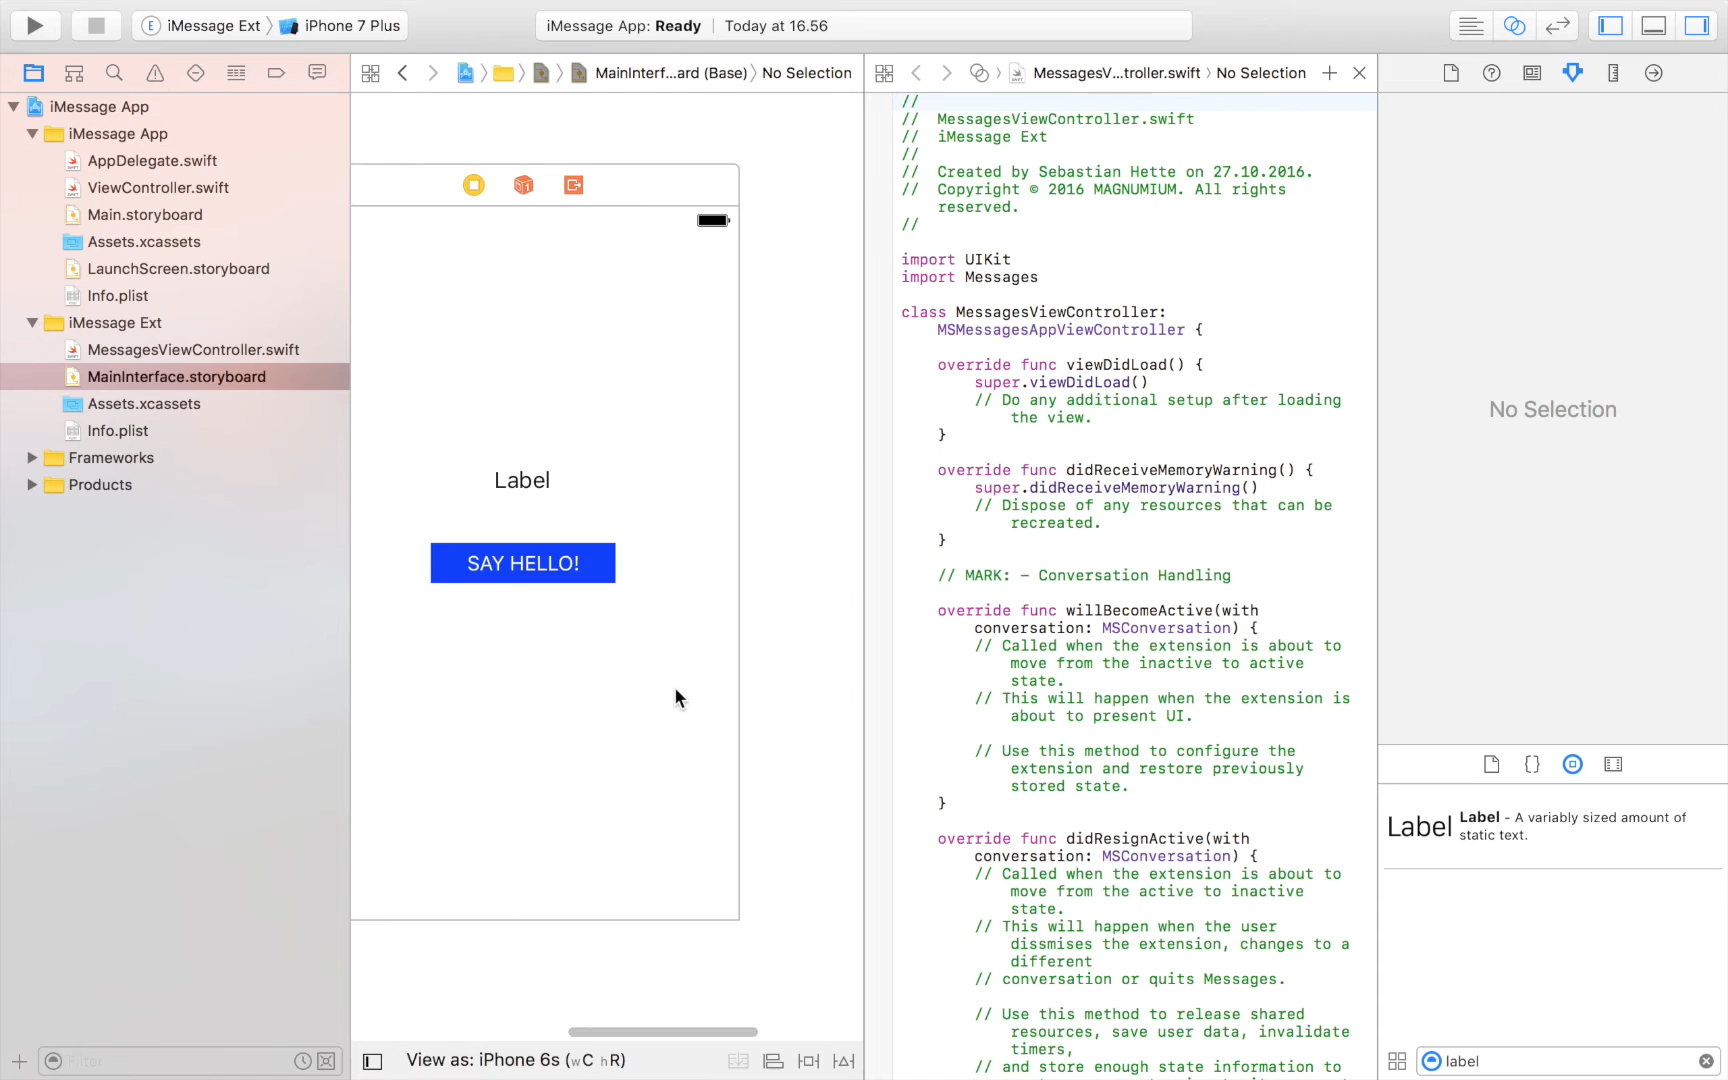 iMessage Ext
iPhone 7 Plus
iMessage App: Ready
Today at 16.56
MainInterf...ard (Base)
No Selection
MessagesV...troller.swift
No Selection
iMessage App
iMessage App
AppDelegate.swift
ViewController.swift
Main.storyboard
Assets.xcassets
LaunchScreen.storyboard
Info.plist
iMessage Ext
MessagesViewController.swift
MainInterface.storyboard
Assets.xcassets
Info.plist
Frameworks
Products
Filter
Label
SAY HELLO!
View as: iPhone 6s (wC hR)
//
// MessagesViewController.swift
// iMessage Ext
//
// Created by Sebastian Hette on 27.10.2016.
// Copyright © 2016 MAGNUMIUM. All rights
reserved.
//
import UIKit
import Messages
class MessagesViewController:
MSMessagesAppViewController {
override func viewDidLoad() {
super.viewDidLoad()
// Do any additional setup after loading
the view.
}
override func didReceiveMemoryWarning() {
super.didReceiveMemoryWarning()
// Dispose of any resources that can be
recreated.
}
// MARK: - Conversation Handling
override func willBecomeActive(with
conversation: MSConversation) {
// Called when the extension is about to
move from the inactive to active
state.
// This will happen when the extension is
about to present UI.
// Use this method to configure the
extension and restore previously
stored state.
}
override func didResignActive(with
conversation: MSConversation) {
// Called when the extension is about to
move from the active to inactive
state.
// This will happen when the user
dissmises the extension, changes to a
different
// conversation or quits Messages.
// Use this method to release shared
resources, save user data, invalidate
timers,
// and store enough state information to
No Selection
Label
Label - A variably sized amount of
static text.
label